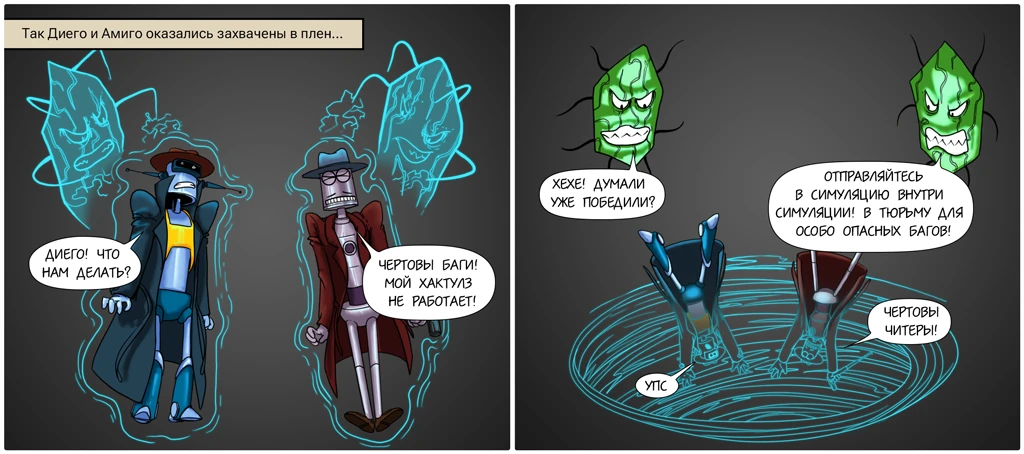 Так Диего и Амиго оказались захвачены в плен...
ДИЕГО! ЧТО
НАМ ДЕЛАТЬ?
ЧЕРТОВЫ БАГИ!
МОЙ ХАКТУЛЗ
НЕ РАБОТАЕТ!
ХЕХЕ! ДУМАЛИ
УЖЕ ПОБЕДИЛИ?
ОТПРАВЛЯЙТЕСЬ
В СИМУЛЯЦИЮ ВНУТРИ
СИМУЛЯЦИИ! В ТЮРЬМУ ДЛЯ
ОСОБО ОПАСНЫХ БАГОВ!
ЧЕРТОВЫ
ЧИТЕРЫ!
УПС